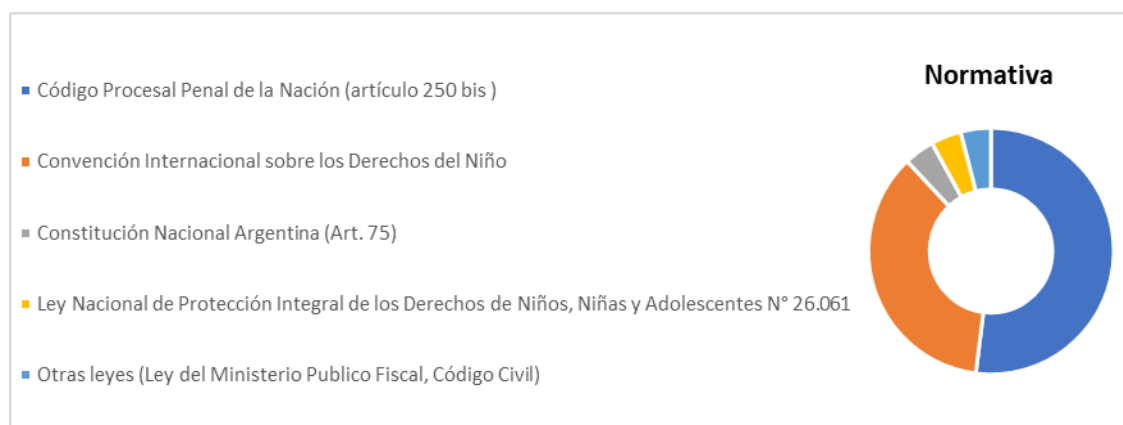 Normativa
Código Procesal Penal de la Nación (artículo 250 bis )
Convención Internacional sobre los Derechos del Niño
Constitución Nacional Argentina (Art. 75)
Ley Nacional de Protección Integral de los Derechos de Niños, Niñas y Adolescentes N° 26.061
Otras leyes (Ley del Ministerio Publico Fiscal, Código Civil)